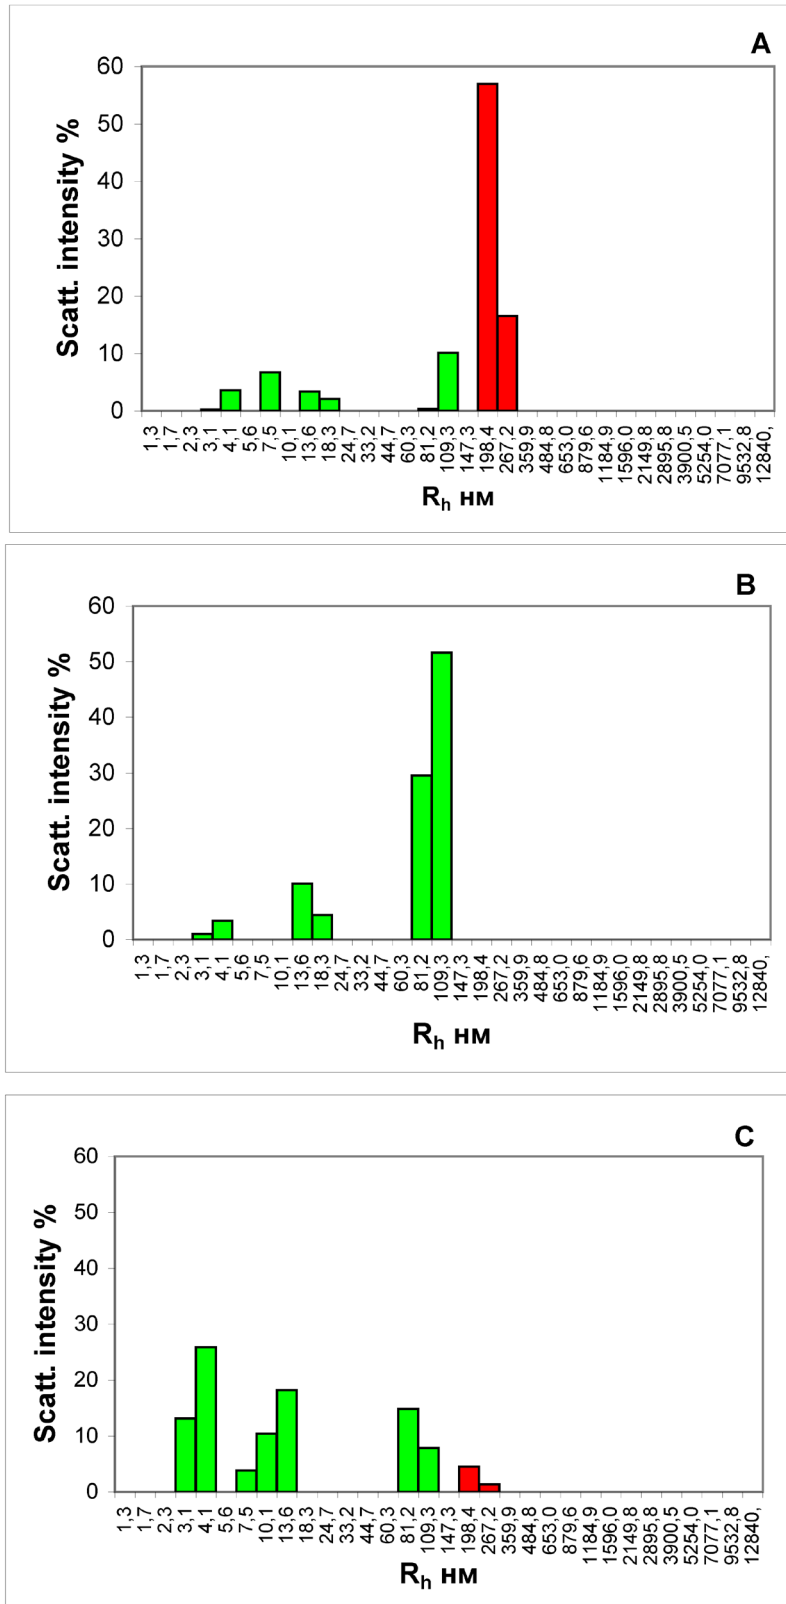 A
Scatt. intensity %
60
50
40
30
20
10
0
1,3 1,7 2,3 3,1 4,1 5,6 7,5 10,1 13,6 18,3 24,7 33,2 44,7 60,3 81,2 109,3 147,3 198,4 267,2 359,9 484,8 653,0 879,6 1184,9 1596,0 2149,8 2895,8 3900,5 5254,0 7077,1 9532,8 12840,
Rₕ нм
B
Scatt. intensity %
60
50
40
30
20
10
0
1,3 1,7 2,3 3,1 4,1 5,6 7,5 10,1 13,6 18,3 24,7 33,2 44,7 60,3 81,2 109,3 147,3 198,4 267,2 359,9 484,8 653,0 879,6 1184,9 1596,0 2149,8 2895,8 3900,5 5254,0 7077,1 9532,8 12840,
Rₕ нм
C
Scatt. intensity %
60
50
40
30
20
10
0
1,3 1,7 2,3 3,1 4,1 5,6 7,5 10,1 13,6 18,3 24,7 33,2 44,7 60,3 81,2 109,3 147,3 198,4 267,2 359,9 484,8 653,0 879,6 1184,9 1596,0 2149,8 2895,8 3900,5 5254,0 7077,1 9532,8 12840,
Rₕ нм